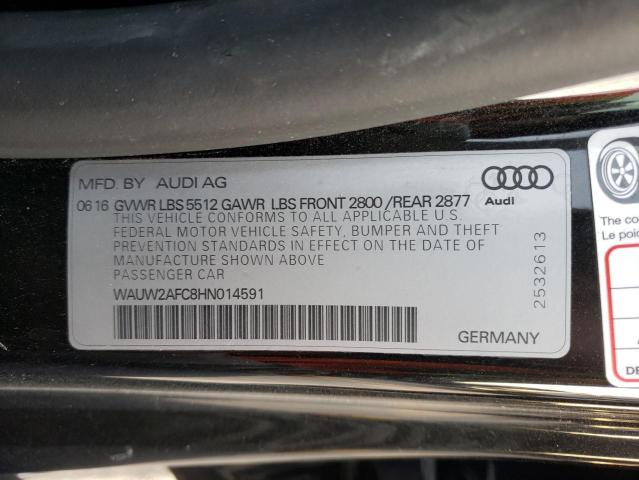 MFD. BY AUDI AG
06 16 GVWR LBS 5512 GAWR LBS FRONT 2800 /REAR 2877
THIS VEHICLE CONFORMS TO ALL APPLICABLE U.S.
FEDERAL MOTOR VEHICLE SAFETY, BUMPER AND THEFT
PREVENTION STANDARDS IN EFFECT ON THE DATE OF
MANUFACTURE SHOWN ABOVE
PASSENGER CAR
WAUW2AFC8HN014591
GERMANY
Audi
2532613
The co
Le poid